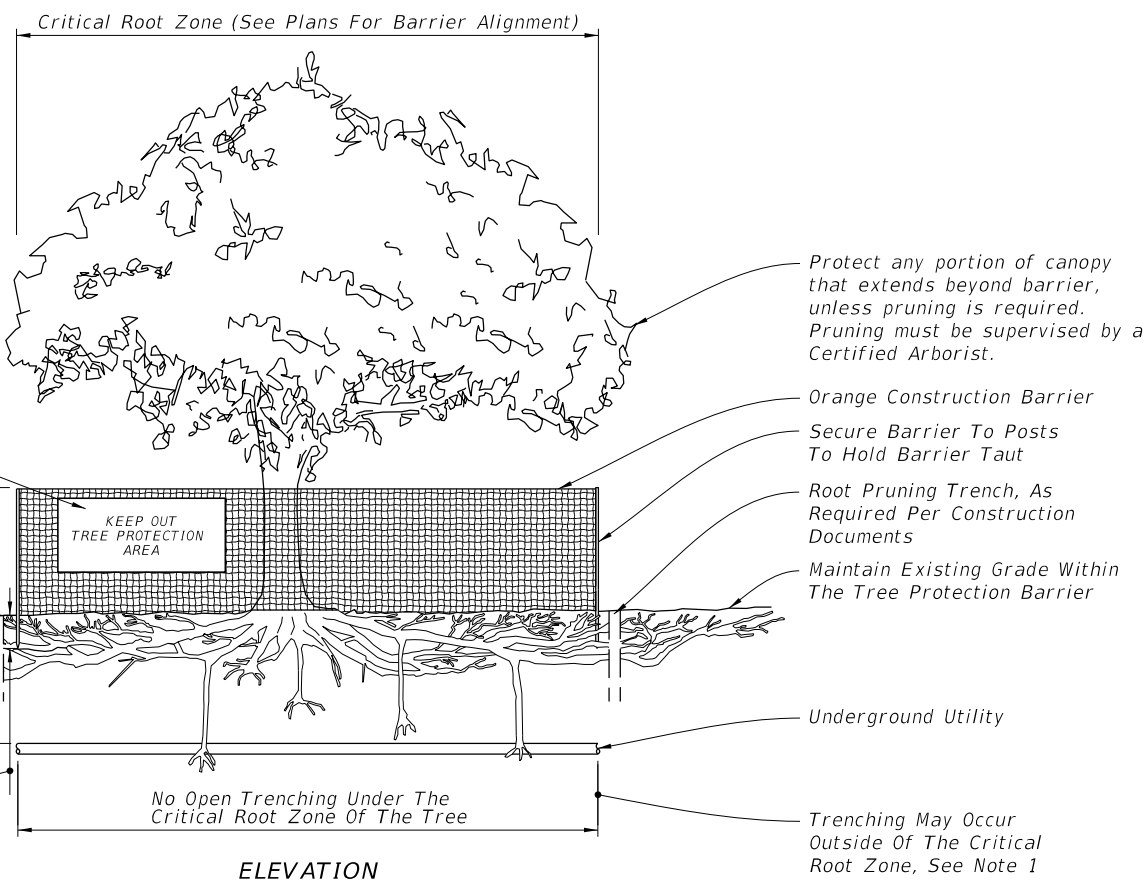 Critical Root Zone (See Plans For Barrier Alignment)
Protect any portion of canopy
that extends beyond barrier,
unless pruning is required.
Pruning must be supervised by a
Certified Arborist.
Orange Construction Barrier
Secure Barrier To Posts
To Hold Barrier Taut
Root Pruning Trench, As
Required Per Construction
Documents
KEEP OUT
TREE PROTECTION
AREA
Maintain Existing Grade Within
The Tree Protection Barrier
Underground Utility
No Open Trenching Under The
Critical Root Zone Of The Tree
Trenching May Occur
Outside Of The Critical
Root Zone, See Note 1
ELEVATION